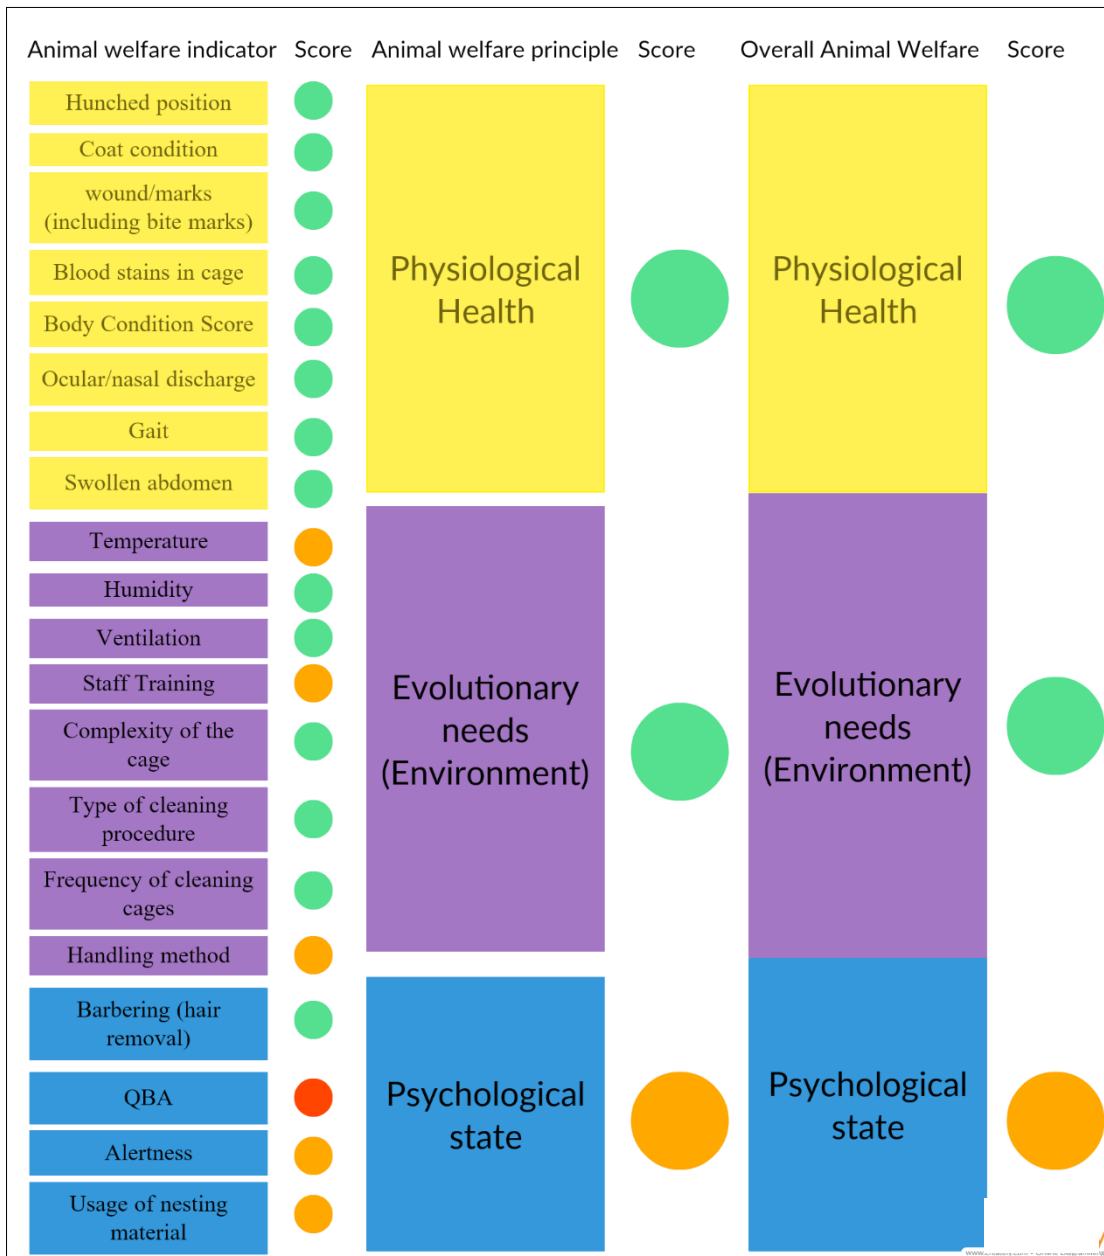 Animal welfare indicator Score Animal welfare principle Score Overall Animal Welfare Score
Hunched position
Coat condition
wound/marks
(including bite marks)
Blood stains in cage
Body Condition Score
Ocular/nasal discharge
Gait
Swollen abdomen
Physiological
Health
Physiological
Health
Temperature
Humidity
Ventilation
Staff Training
Complexity of the
cage
Type of cleaning
procedure
Frequency of cleaning
cages
Handling method
Evolutionary
needs
(Environment)
Evolutionary
needs
(Environment)
Barbering (hair
removal)
QBA
Alertness
Usage of nesting
material
Psychological
state
Psychological
state